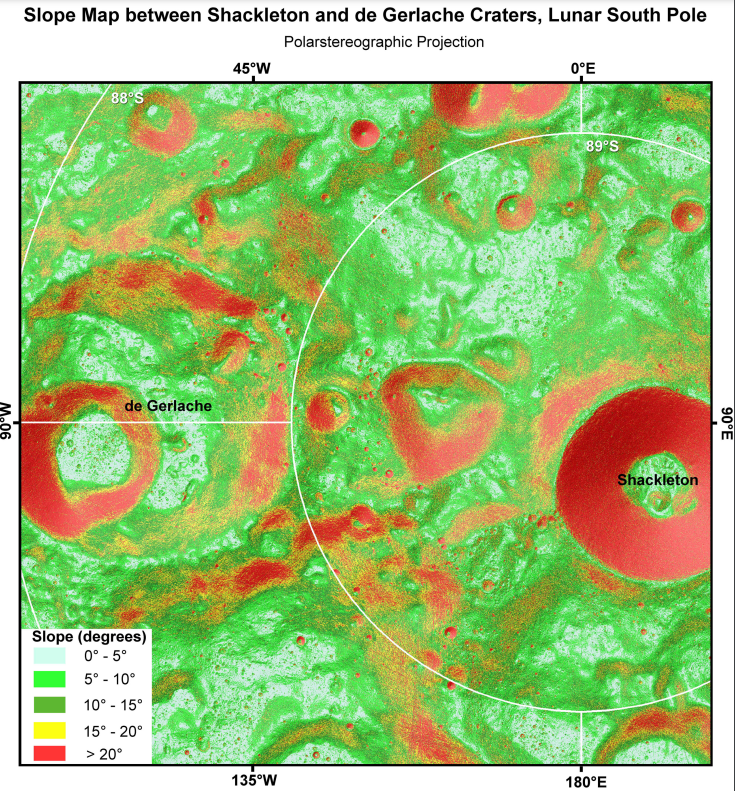 Slope Map between Shackleton and de Gerlache Craters, Lunar South Pole
Polarstereographic Projection
45°W
0°E
88°S
89°S
de Gerlache
90°W
90°E
Shackleton
Slope (degrees)
0° - 5°
5° - 10°
10° - 15°
15° - 20°
> 20°
135°W
180°E